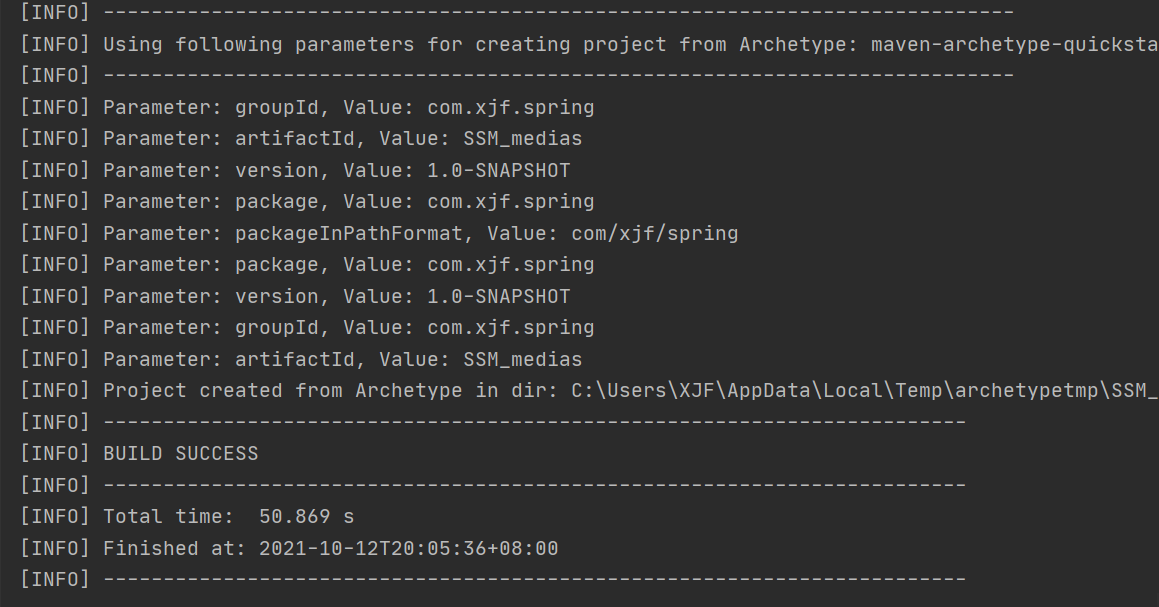 [INFO] ----------------------------------------------------------------------------
[INFO] Using following parameters for creating project from Archetype: maven-archetype-quicksta
[INFO] ----------------------------------------------------------------------------
[INFO] Parameter: groupId, Value: com.xjf.spring
[INFO] Parameter: artifactId, Value: SSM_medias
[INFO] Parameter: version, Value: 1.0-SNAPSHOT
[INFO] Parameter: package, Value: com.xjf.spring
[INFO] Parameter: packageInPathFormat, Value: com/xjf/spring
[INFO] Parameter: package, Value: com.xjf.spring
[INFO] Parameter: version, Value: 1.0-SNAPSHOT
[INFO] Parameter: groupId, Value: com.xjf.spring
[INFO] Parameter: artifactId, Value: SSM_medias
[INFO] Project created from Archetype in dir: C:\Users\XJF\AppData\Local\Temp\archetypetmp\SSM_
[INFO] ------------------------------------------------------------------------
[INFO] BUILD SUCCESS
[INFO] ------------------------------------------------------------------------
[INFO] Total time:  50.869 s
[INFO] Finished at: 2021-10-12T20:05:36+08:00
[INFO] ------------------------------------------------------------------------